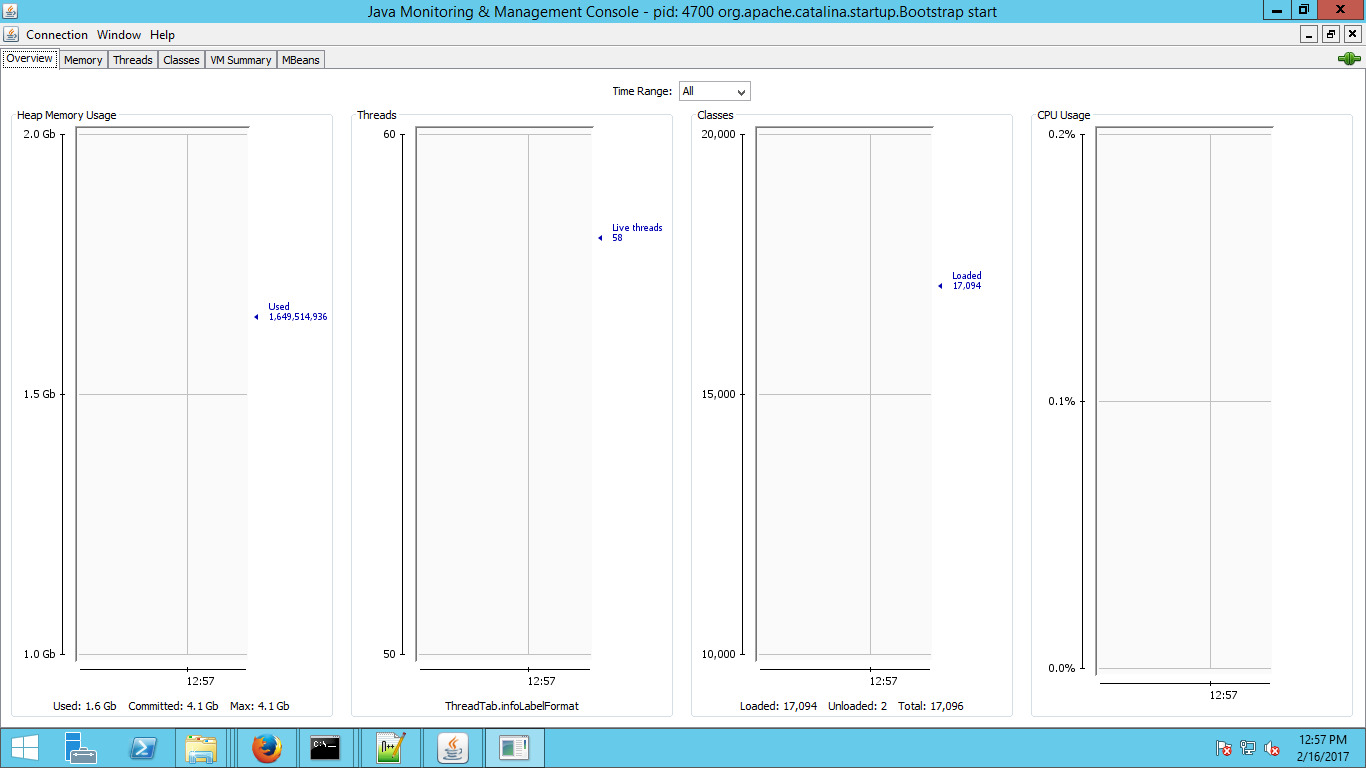 Java Monitoring & Management Console - pid: 4700 org.apache.catalina.startup.Bootstrap start
Connection Window Help
Overview Memory Threads Classes VM Summary MBeans
Time Range: All
Heap Memory Usage
2.0 Gb
1.5 Gb
1.0 Gb
Used
1,649,514,936
12:57
Used: 1.6 Gb Committed: 4.1 Gb Max: 4.1 Gb
Threads
60
50
Live threads
58
12:57
ThreadTab.infoLabelFormat
Classes
20,000
15,000
10,000
Loaded
17,094
12:57
Loaded: 17,094 Unloaded: 2 Total: 17,096
CPU Usage
0.2%
0.1%
0.0%
12:57
C:\_
N++
12:57 PM
2/16/2017